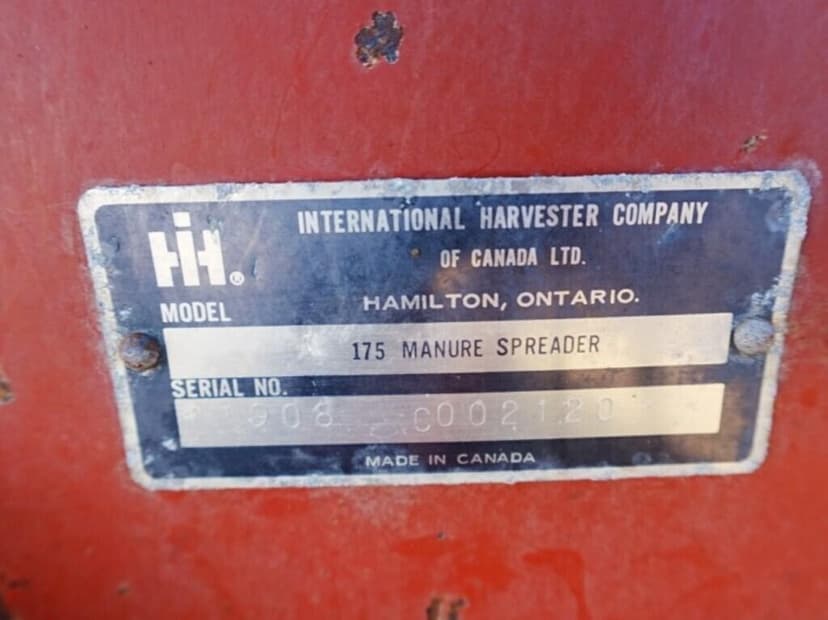 IH®
INTERNATIONAL HARVESTER COMPANY
OF CANADA LTD.
HAMILTON, ONTARIO.
MODEL
175 MANURE SPREADER
SERIAL NO.
C002120
MADE IN CANADA